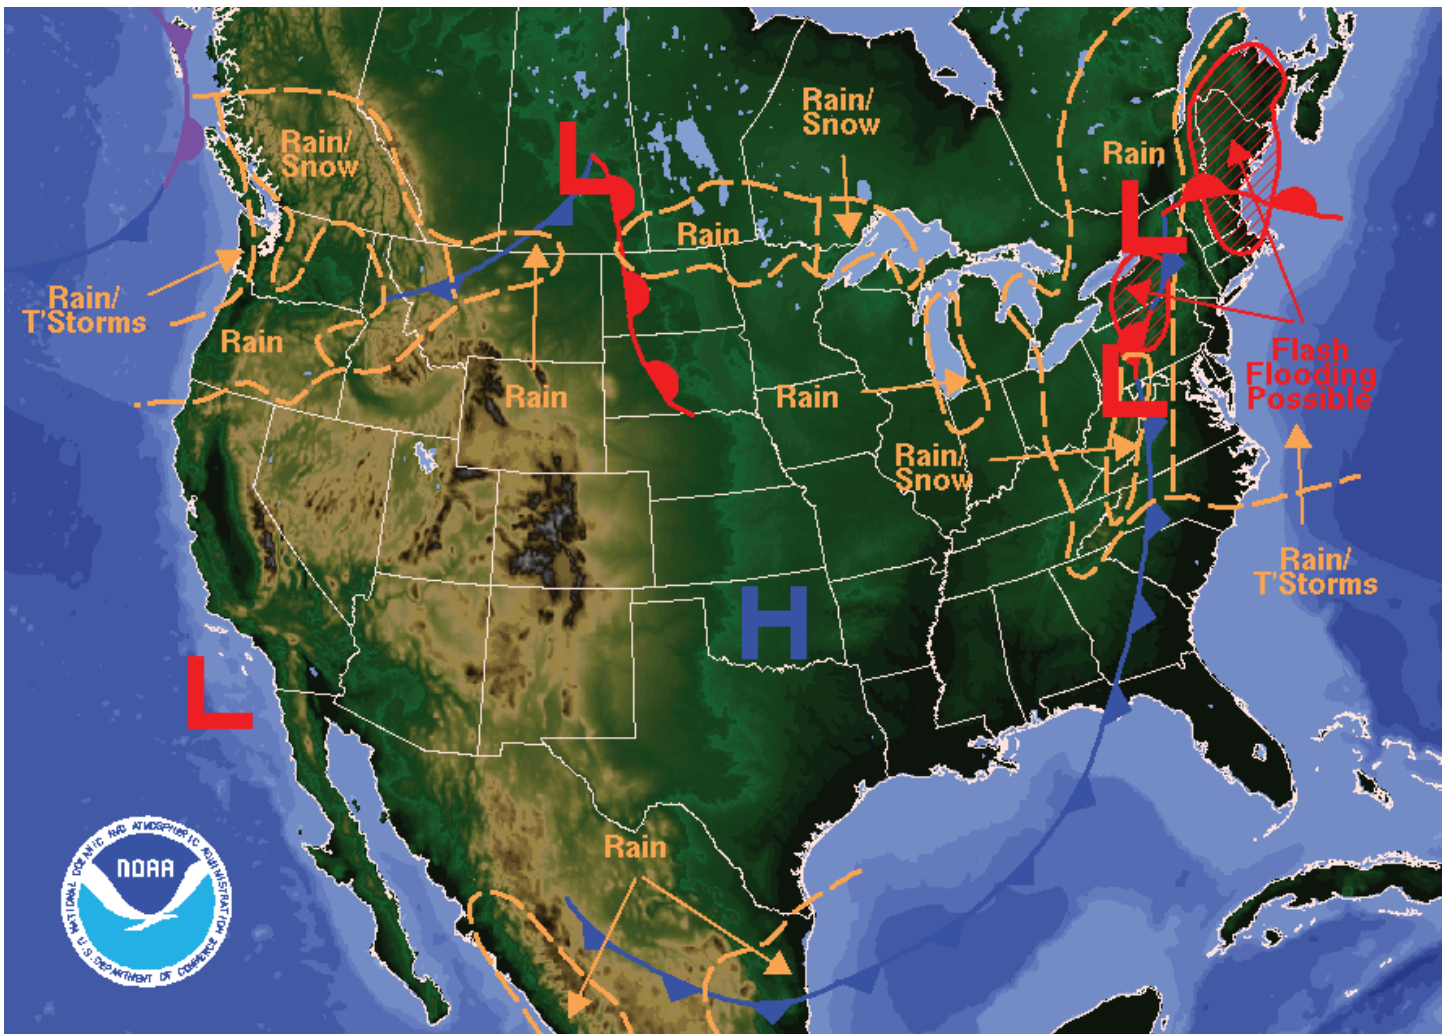 Rain/
Snow
Rain/
Snow
L
Rain
L
Rain
Rain/
T'Storms
Rain
Rain
Rain
L
Flash
Flooding
Possible
Rain/
Snow
Rain/
T'Storms
H
L
Rain
NOAA
NATIONAL OCEANIC AND ATMOSPHERIC ADMINISTRATION
U.S. DEPARTMENT OF COMMERCE